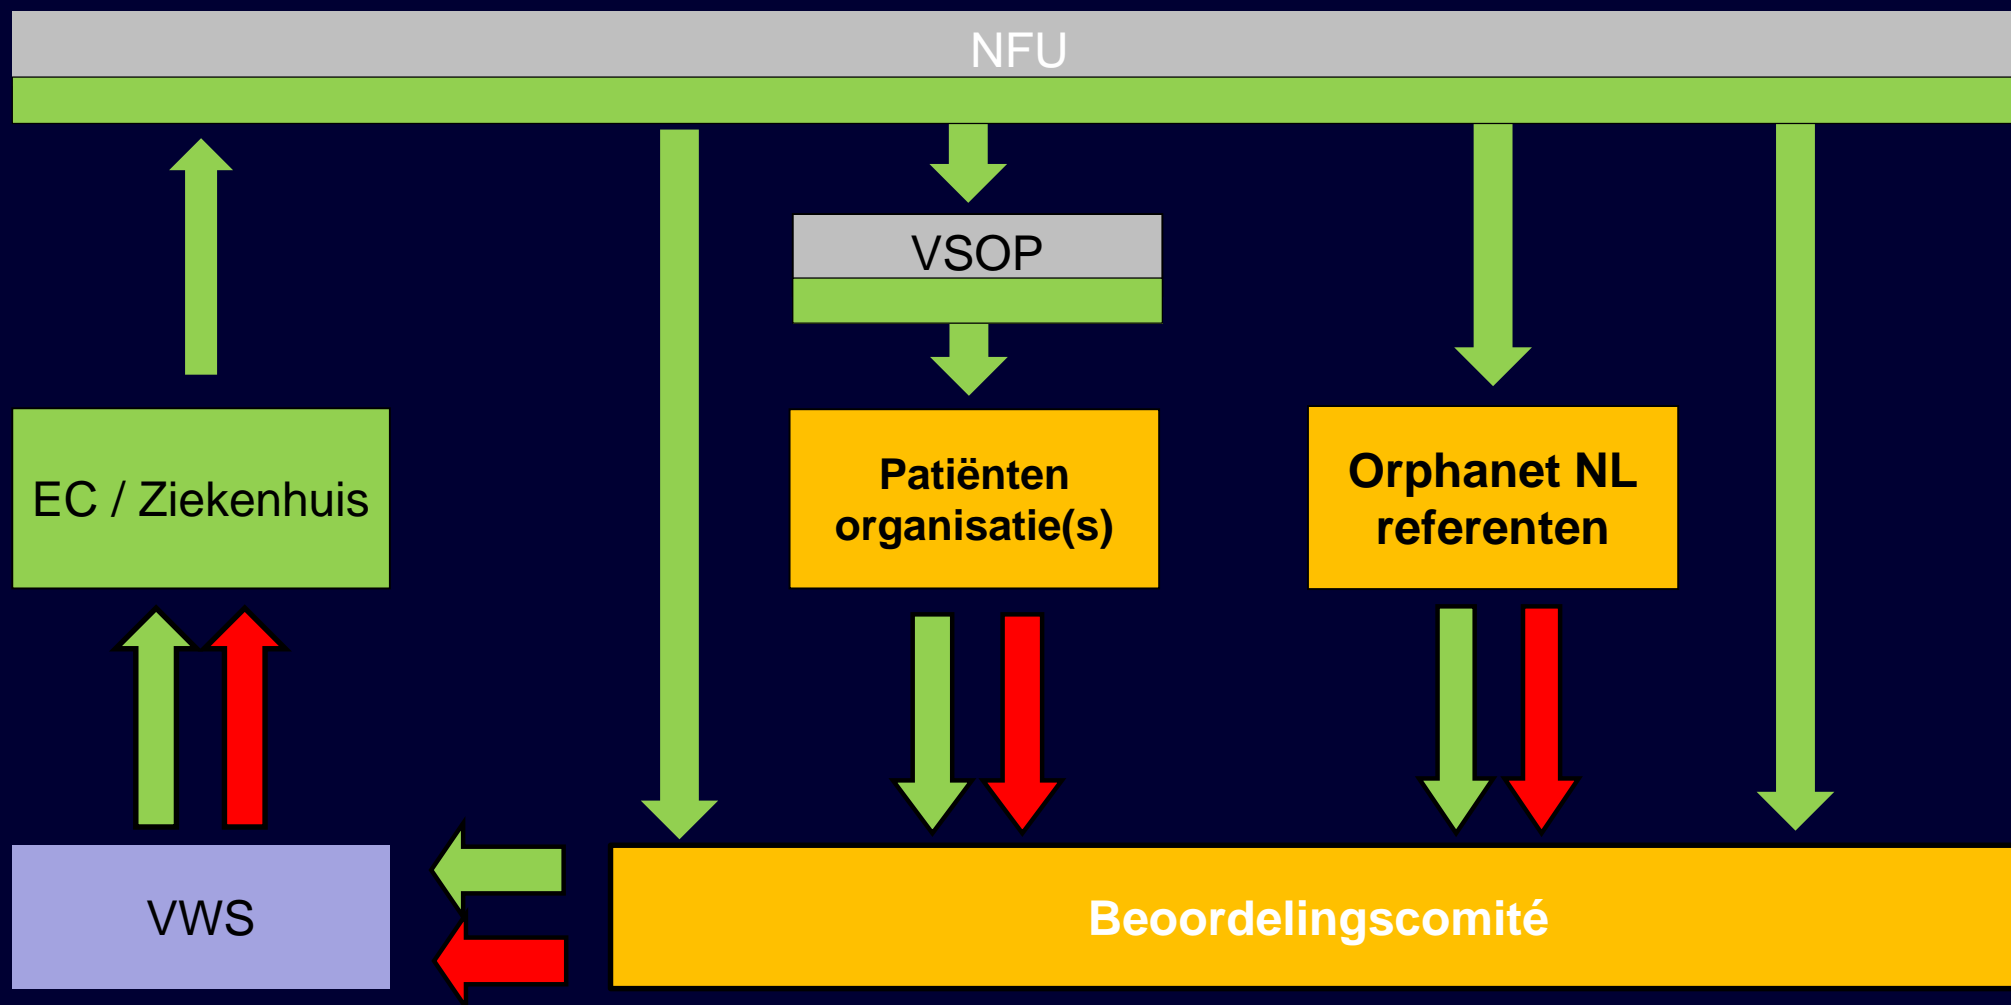 NFU
VSOP
EC / Ziekenhuis
Patiënten
organisatie(s)
Orphanet NL
referenten
VWS
Beoordelingscomité